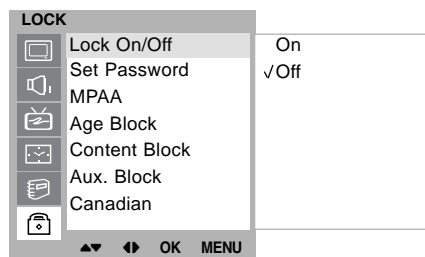 LOCK
Lock On/Off
Set Password
MPAA
Age Block
Content Block
Aux. Block
Canadian
On
√Off
▲▼ ◀▶ OK MENU